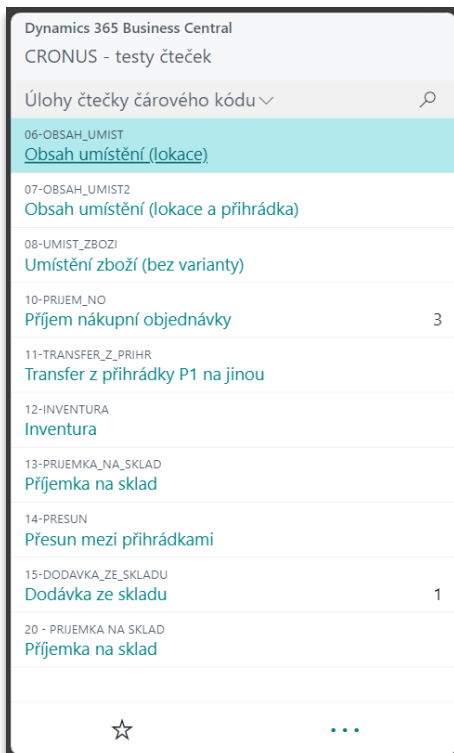 Dynamics 365 Business Central
CRONUS - testy čteček
Úlohy čtečky čárového kódu
06-OBSAH_UMIST
Obsah umístění (lokace)
07-OBSAH_UMIST2
Obsah umístění (lokace a přihrádka)
08-UMIST_ZBOZI
Umístění zboží (bez varianty)
10-PRIJEM_NO
Příjem nákupní objednávky 3
11-TRANSFER_Z_PRIHR
Transfer z přihrádky P1 na jinou
12-INVENTURA
Inventura
13-PRIJEMKA_NA_SKLAD
Příjemka na sklad
14-PRESUN
Přesun mezi přihrádkami
15-DODAVKA_ZE_SKLADU
Dodávka ze skladu 1
20 - PRIJEMKA NA SKLAD
Příjemka na sklad